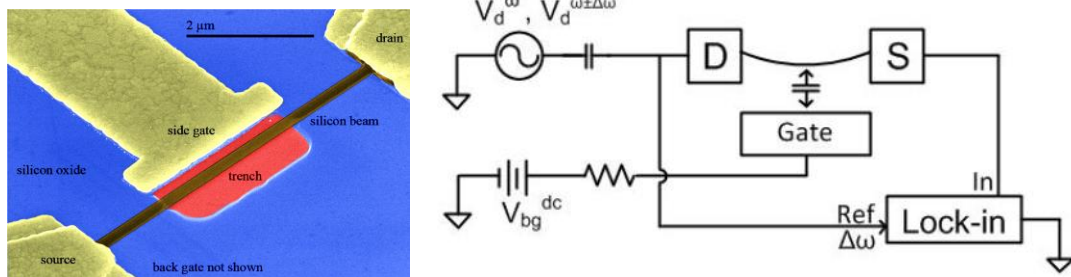 2 µm
drain
side gate
silicon beam
silicon oxide
trench
source
back gate not shown
V_d^ω , V_d^ω±Δω
D
S
Gate
V_bg^dc
In
Ref
Δω
Lock-in